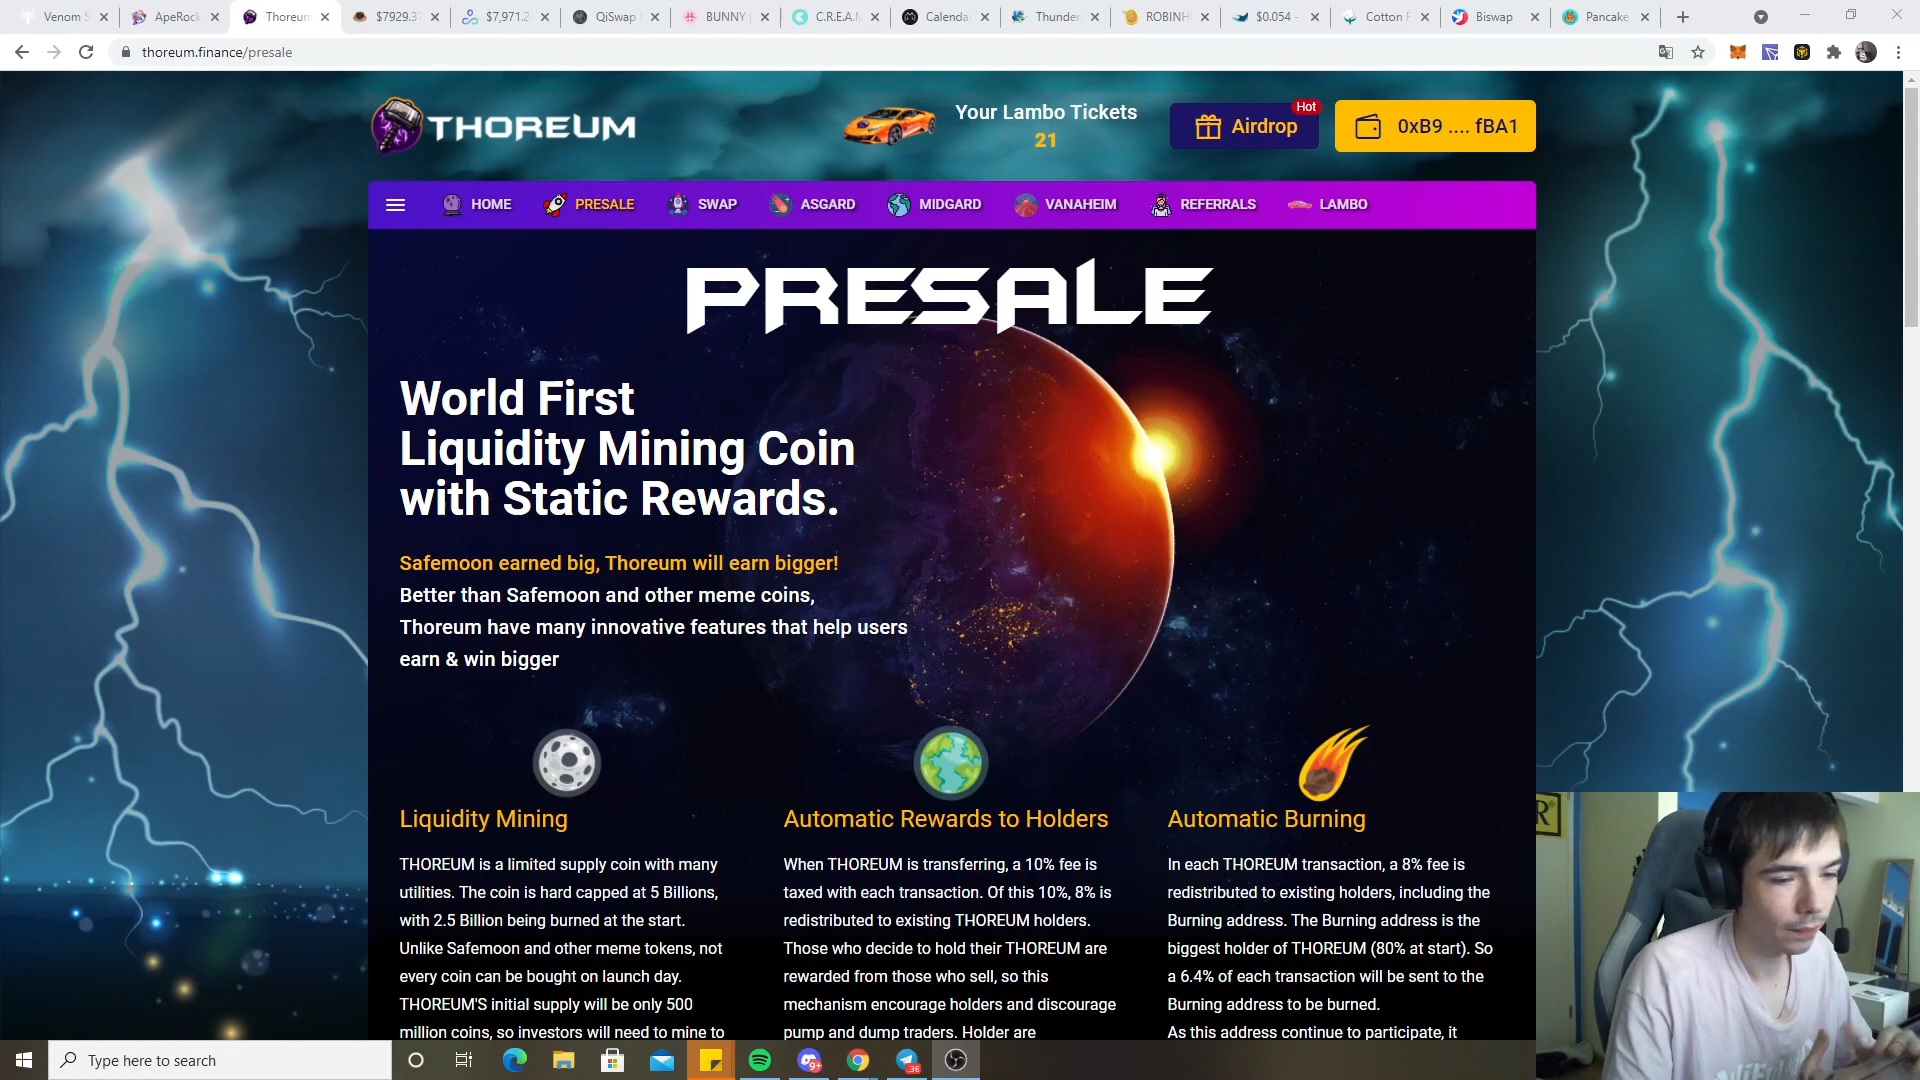 Venom S
ApeRock
Thoreum
$7929.37
$7,971.2
QiSwap
BUNNY
C.R.E.A.M
Calenda
Thunder
ROBINH
$0.054 -
Cotton F
Biswap
Pancake
thoreum.finance/presale
THOREUM
Your Lambo Tickets
21
Hot
Airdrop
0xB9 .... fBA1
HOME
PRESALE
SWAP
ASGARD
MIDGARD
VANAHEIM
REFERRALS
LAMBO
PRESALE
World First
Liquidity Mining Coin
with Static Rewards.
Safemoon earned big, Thoreum will earn bigger!
Better than Safemoon and other meme coins,
Thoreum have many innovative features that help users
earn & win bigger
Liquidity Mining
THOREUM is a limited supply coin with many
utilities. The coin is hard capped at 5 Billions,
with 2.5 Billion being burned at the start.
Unlike Safemoon and other meme tokens, not
every coin can be bought on launch day.
THOREUM'S initial supply will be only 500
million coins, so investors will need to mine to
Automatic Rewards to Holders
When THOREUM is transferring, a 10% fee is
taxed with each transaction. Of this 10%, 8% is
redistributed to existing THOREUM holders.
Those who decide to hold their THOREUM are
rewarded from those who sell, so this
mechanism encourage holders and discourage
pump and dump traders. Holder are
Automatic Burning
In each THOREUM transaction, a 8% fee is
redistributed to existing holders, including the
Burning address. The Burning address is the
biggest holder of THOREUM (80% at start). So
a 6.4% of each transaction will be sent to the
Burning address to be burned.
As this address continue to participate, it
Type here to search
9+
36